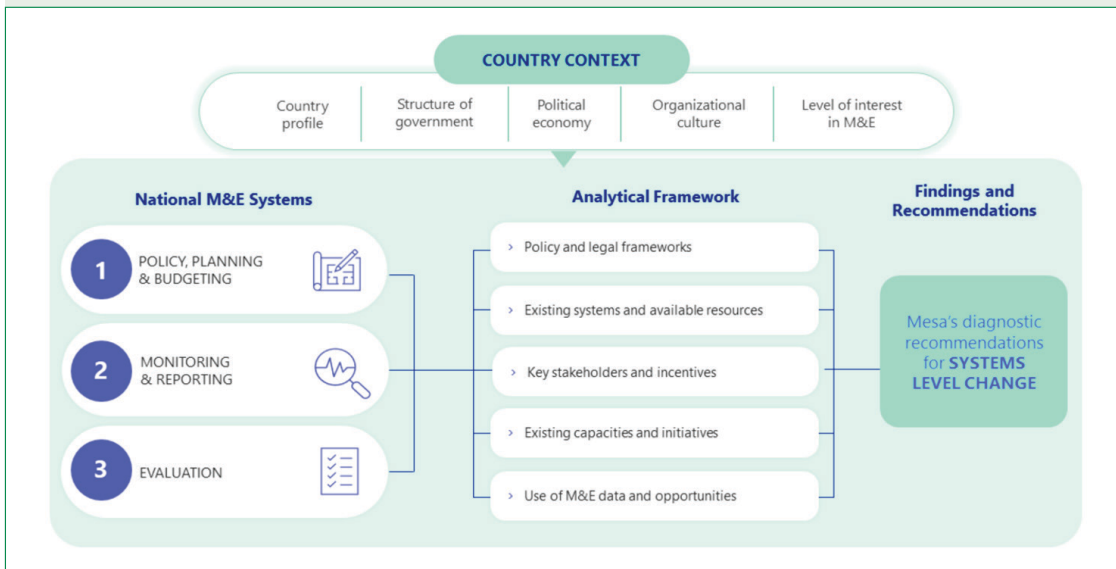 COUNTRY CONTEXT
Country
profile
Structure of
government
Political
economy
Organizational
culture
Level of interest
in M&E
National M&E Systems
1
POLICY, PLANNING
& BUDGETING
2
MONITORING
& REPORTING
3
EVALUATION
Analytical Framework
> Policy and legal frameworks
> Existing systems and available resources
> Key stakeholders and incentives
> Existing capacities and initiatives
> Use of M&E data and opportunities
Findings and
Recommendations
Mesa's diagnostic
recommendations
for SYSTEMS
LEVEL CHANGE